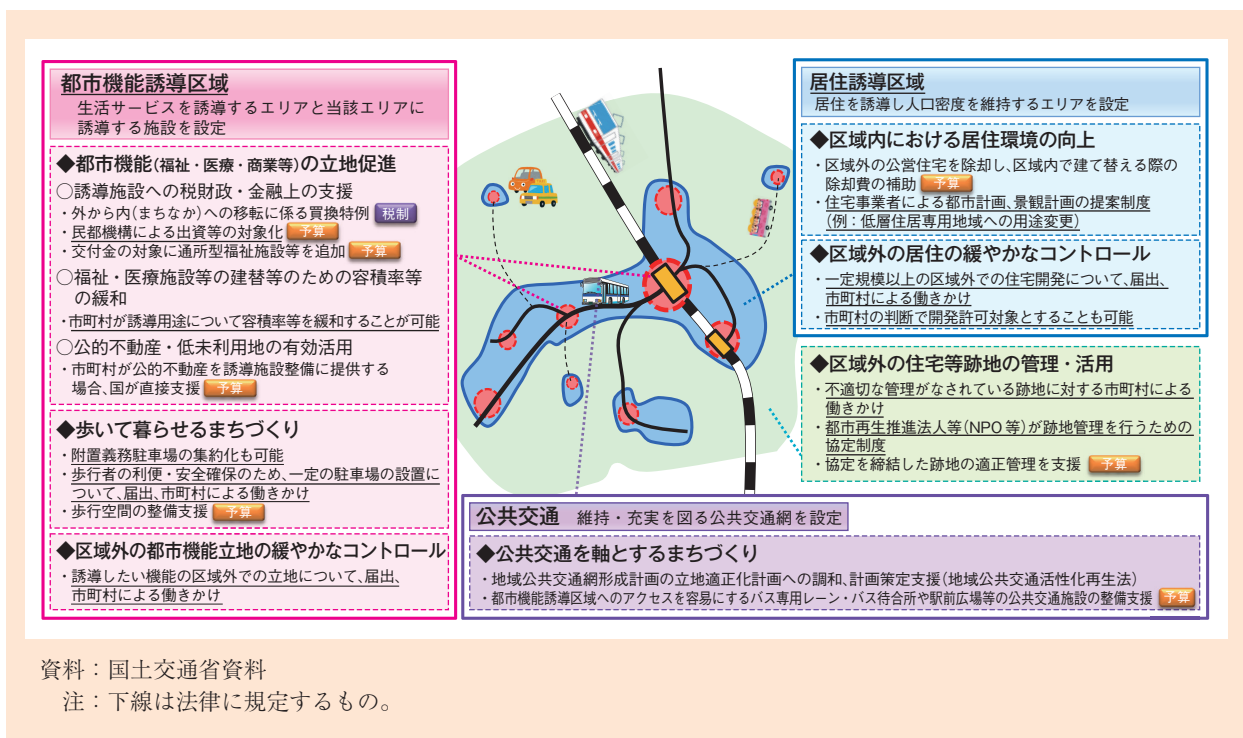 都市機能誘導区域
生活サービスを誘導するエリアと当該エリアに
誘導する施設を設定
◆都市機能(福祉・医療・商業等)の立地促進
○誘導施設への税財政・金融上の支援
・外から内(まちなか)への移転に係る買換特例 税制
・民都機構による出資等の対象化 予算
・交付金の対象に通所型福祉施設等を追加 予算
○福祉・医療施設等の建替等のための容積率等
の緩和
・市町村が誘導用途について容積率等を緩和することが可能
○公的不動産・低未利用地の有効活用
・市町村が公的不動産を誘導施設整備に提供する
場合、国が直接支援 予算
◆歩いて暮らせるまちづくり
・附置義務駐車場の集約化も可能
・歩行者の利便・安全確保のため、一定の駐車場の設置に
ついて、届出、市町村による働きかけ
・歩行空間の整備支援 予算
◆区域外の都市機能立地の緩やかなコントロール
・誘導したい機能の区域外での立地について、届出、
市町村による働きかけ
居住誘導区域
居住を誘導し人口密度を維持するエリアを設定
◆区域内における居住環境の向上
・区域外の公営住宅を除却し、区域内で建て替える際の
除却費の補助 予算
・住宅事業者による都市計画、景観計画の提案制度
(例：低層住居専用地域への用途変更)
◆区域外の居住の緩やかなコントロール
・一定規模以上の区域外での住宅開発について、届出、
市町村による働きかけ
・市町村の判断で開発許可対象とすることも可能
◆区域外の住宅等跡地の管理・活用
・不適切な管理がなされている跡地に対する市町村による
働きかけ
・都市再生推進法人等(NPO等)が跡地管理を行うための
協定制度
・協定を締結した跡地の適正管理を支援 予算
公共交通 維持・充実を図る公共交通網を設定
◆公共交通を軸とするまちづくり
・地域公共交通網形成計画の立地適正化計画への調和、計画策定支援(地域公共交通活性化再生法)
・都市機能誘導区域へのアクセスを容易にするバス専用レーン・バス待合所や駅前広場等の公共交通施設の整備支援 予算
資料：国土交通省資料
注：下線は法律に規定するもの。